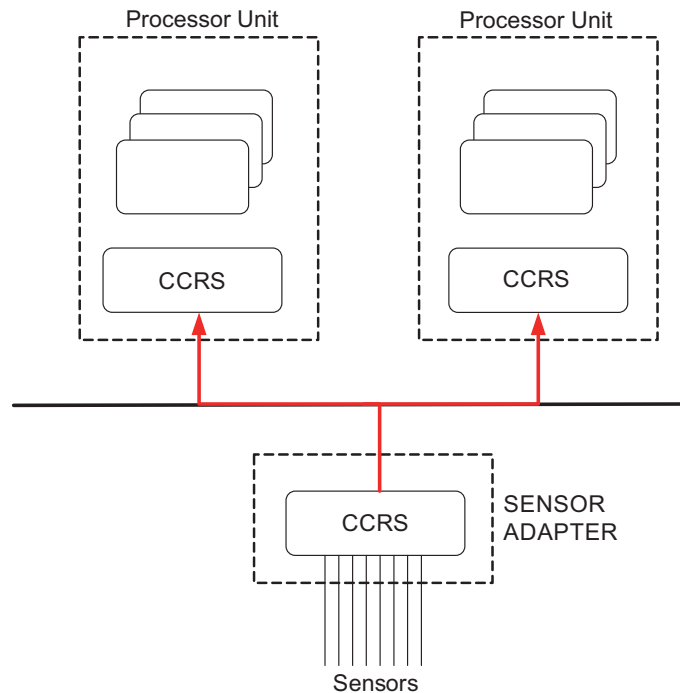 Processor Unit
Processor Unit
CCRS
CCRS
CCRS
SENSOR
ADAPTER
Sensors